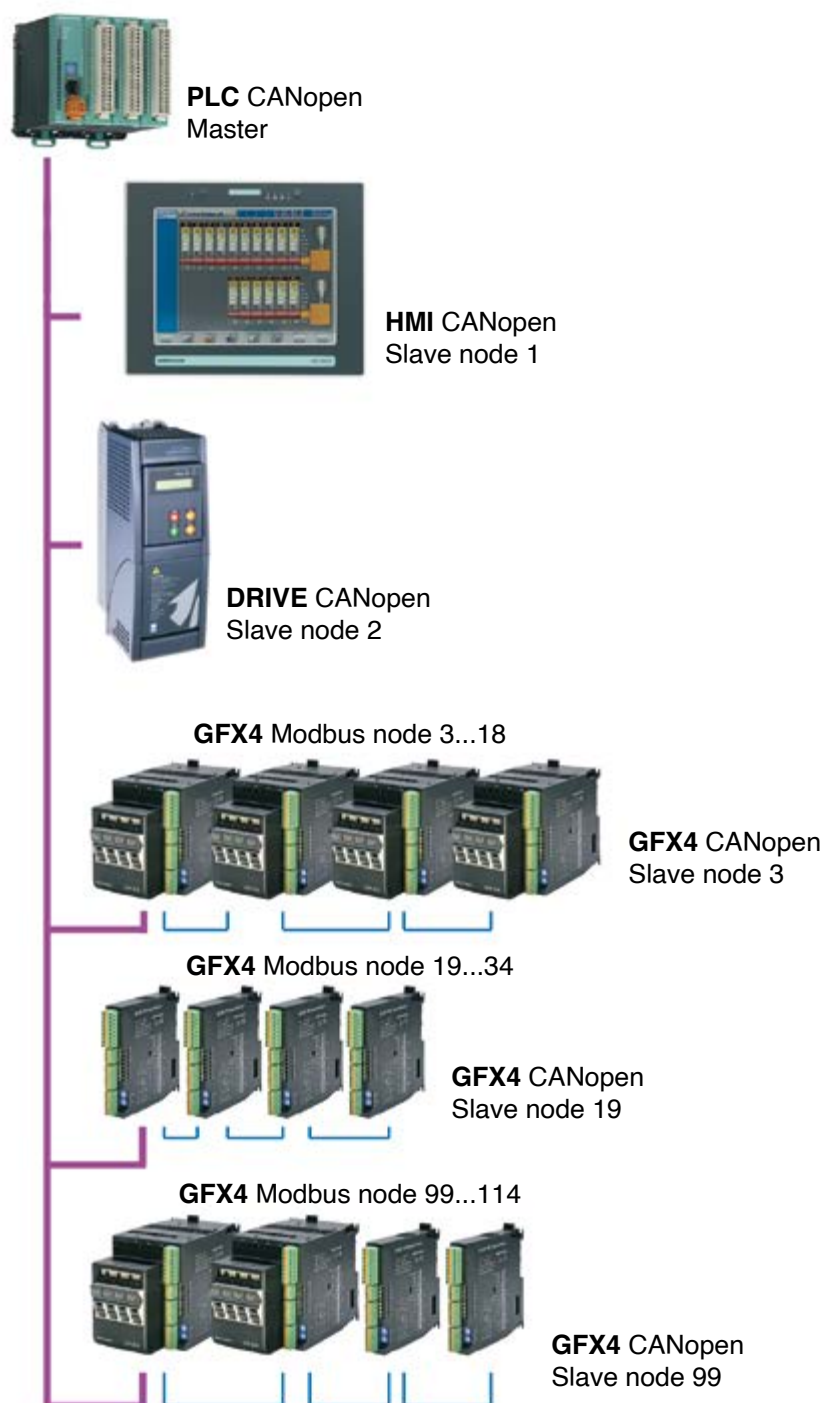 PLC CANopen
Master
HMI CANopen
Slave node 1
DRIVE CANopen
Slave node 2
GFX4 Modbus node 3...18
GFX4 CANopen
Slave node 3
GFX4 Modbus node 19...34
GFX4 CANopen
Slave node 19
GFX4 Modbus node 99...114
GFX4 CANopen
Slave node 99